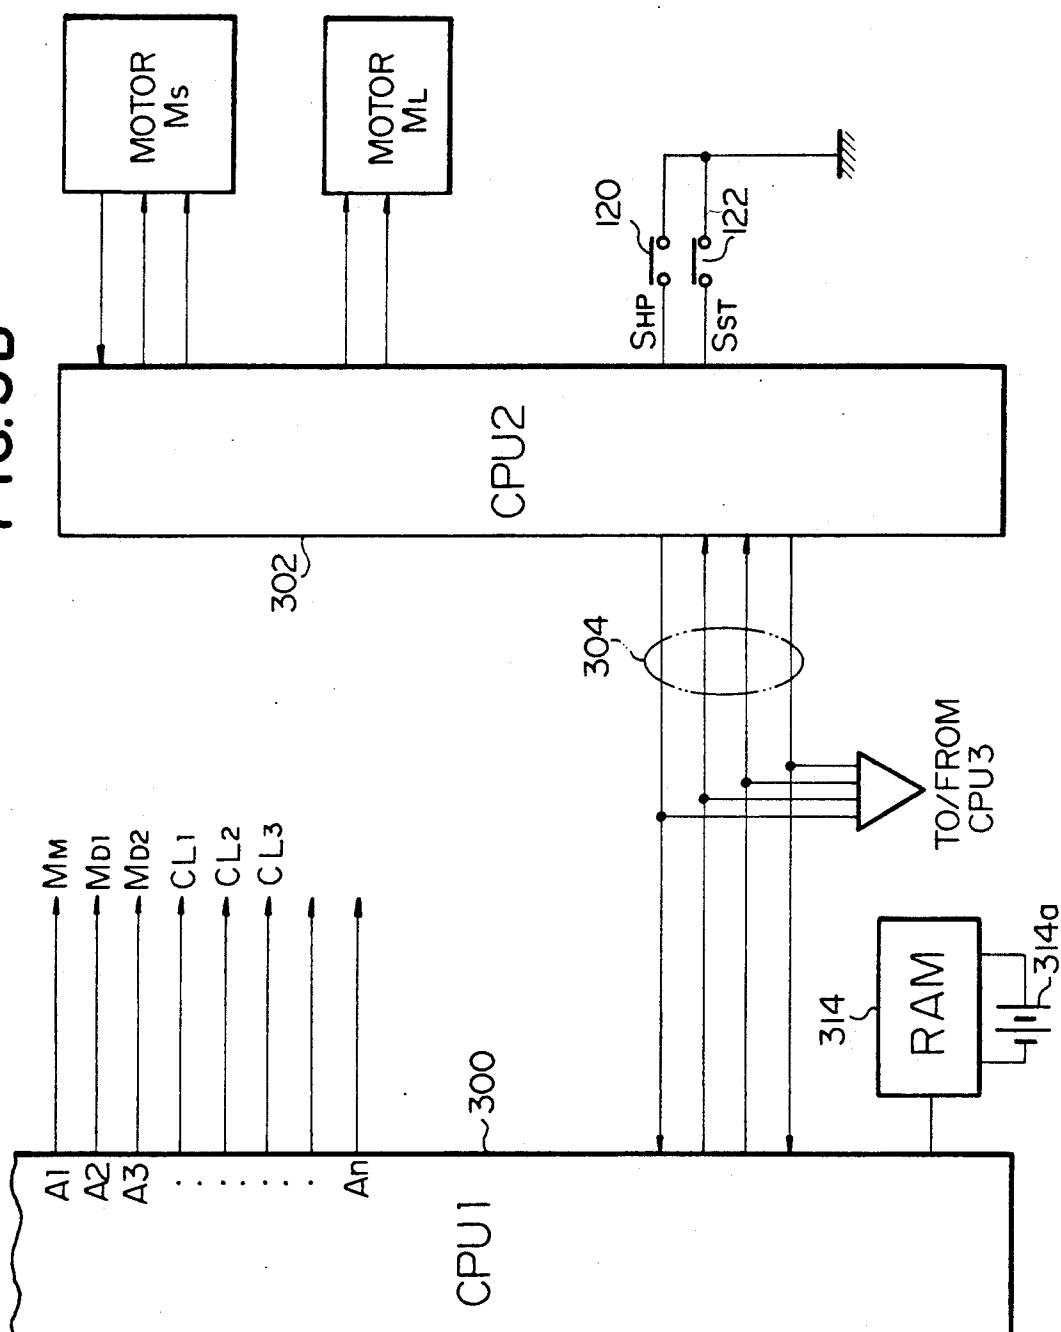 MOTOR
Ms
MOTOR
ML
120
122
SHP
SST
CPU2
302
304
TO/FROM
CPU3
MM
MD1
MD2
CL1
CL2
CL3
A1
A2
A3
.......
An
300
CPU1
314
RAM
314a